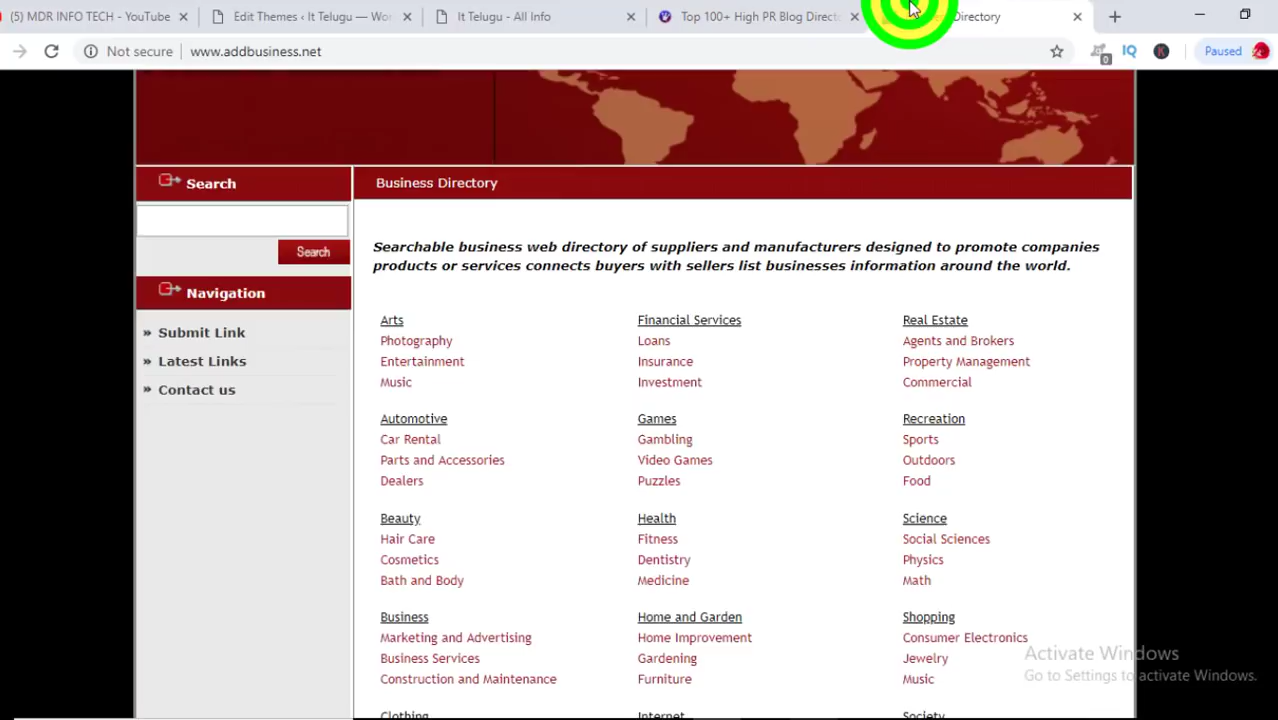 (5) MDR INFO TECH - YouTube
Edit Themes ‹ It Telugu — Wor
It Telugu - All Info
Top 100+ High PR Blog Direct
Directory
Not secure
www.addbusiness.net
0
IQ
K
Paused
Search
Search
Navigation
» Submit Link
» Latest Links
» Contact us
Business Directory
Searchable business web directory of suppliers and manufacturers designed to promote companies
products or services connects buyers with sellers list businesses information around the world.
Arts
Photography
Entertainment
Music
Financial Services
Loans
Insurance
Investment
Real Estate
Agents and Brokers
Property Management
Commercial
Automotive
Car Rental
Parts and Accessories
Dealers
Games
Gambling
Video Games
Puzzles
Recreation
Sports
Outdoors
Food
Beauty
Hair Care
Cosmetics
Bath and Body
Health
Fitness
Dentistry
Medicine
Science
Social Sciences
Physics
Math
Business
Marketing and Advertising
Business Services
Construction and Maintenance
Home and Garden
Home Improvement
Gardening
Furniture
Shopping
Consumer Electronics
Jewelry
Music
Clothing
Internet
Society
Activate Windows
Go to Settings to activate Windows.